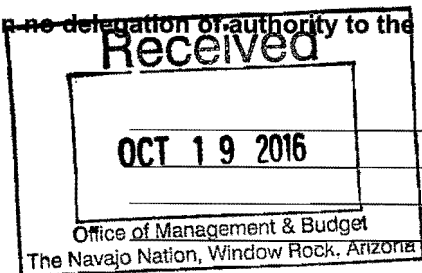 no delegation of authority to the
Received
OCT 19 2016
Office of Management & Budget
The Navajo Nation, Window Rock, Arizona